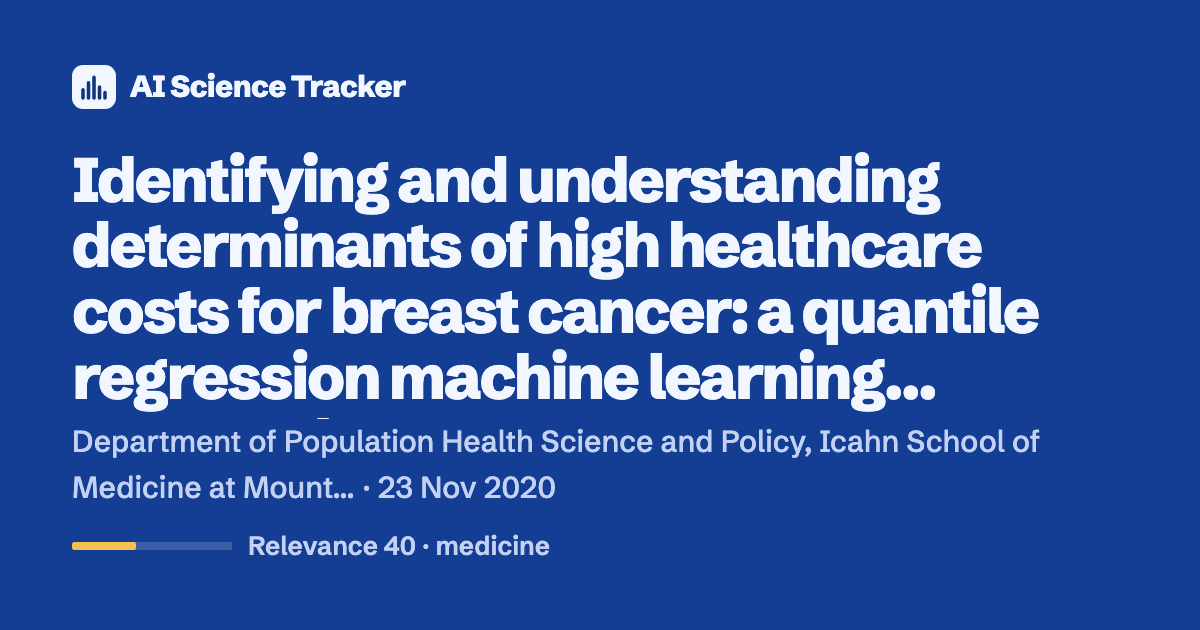 AI Science Tracker
Identifying and understanding
determinants of high healthcare
costs for breast cancer: a quantile
regression machine learning...
Department of Population Health Science and Policy, Icahn School of
Medicine at Mount... · 23 Nov 2020
Relevance 40 · medicine